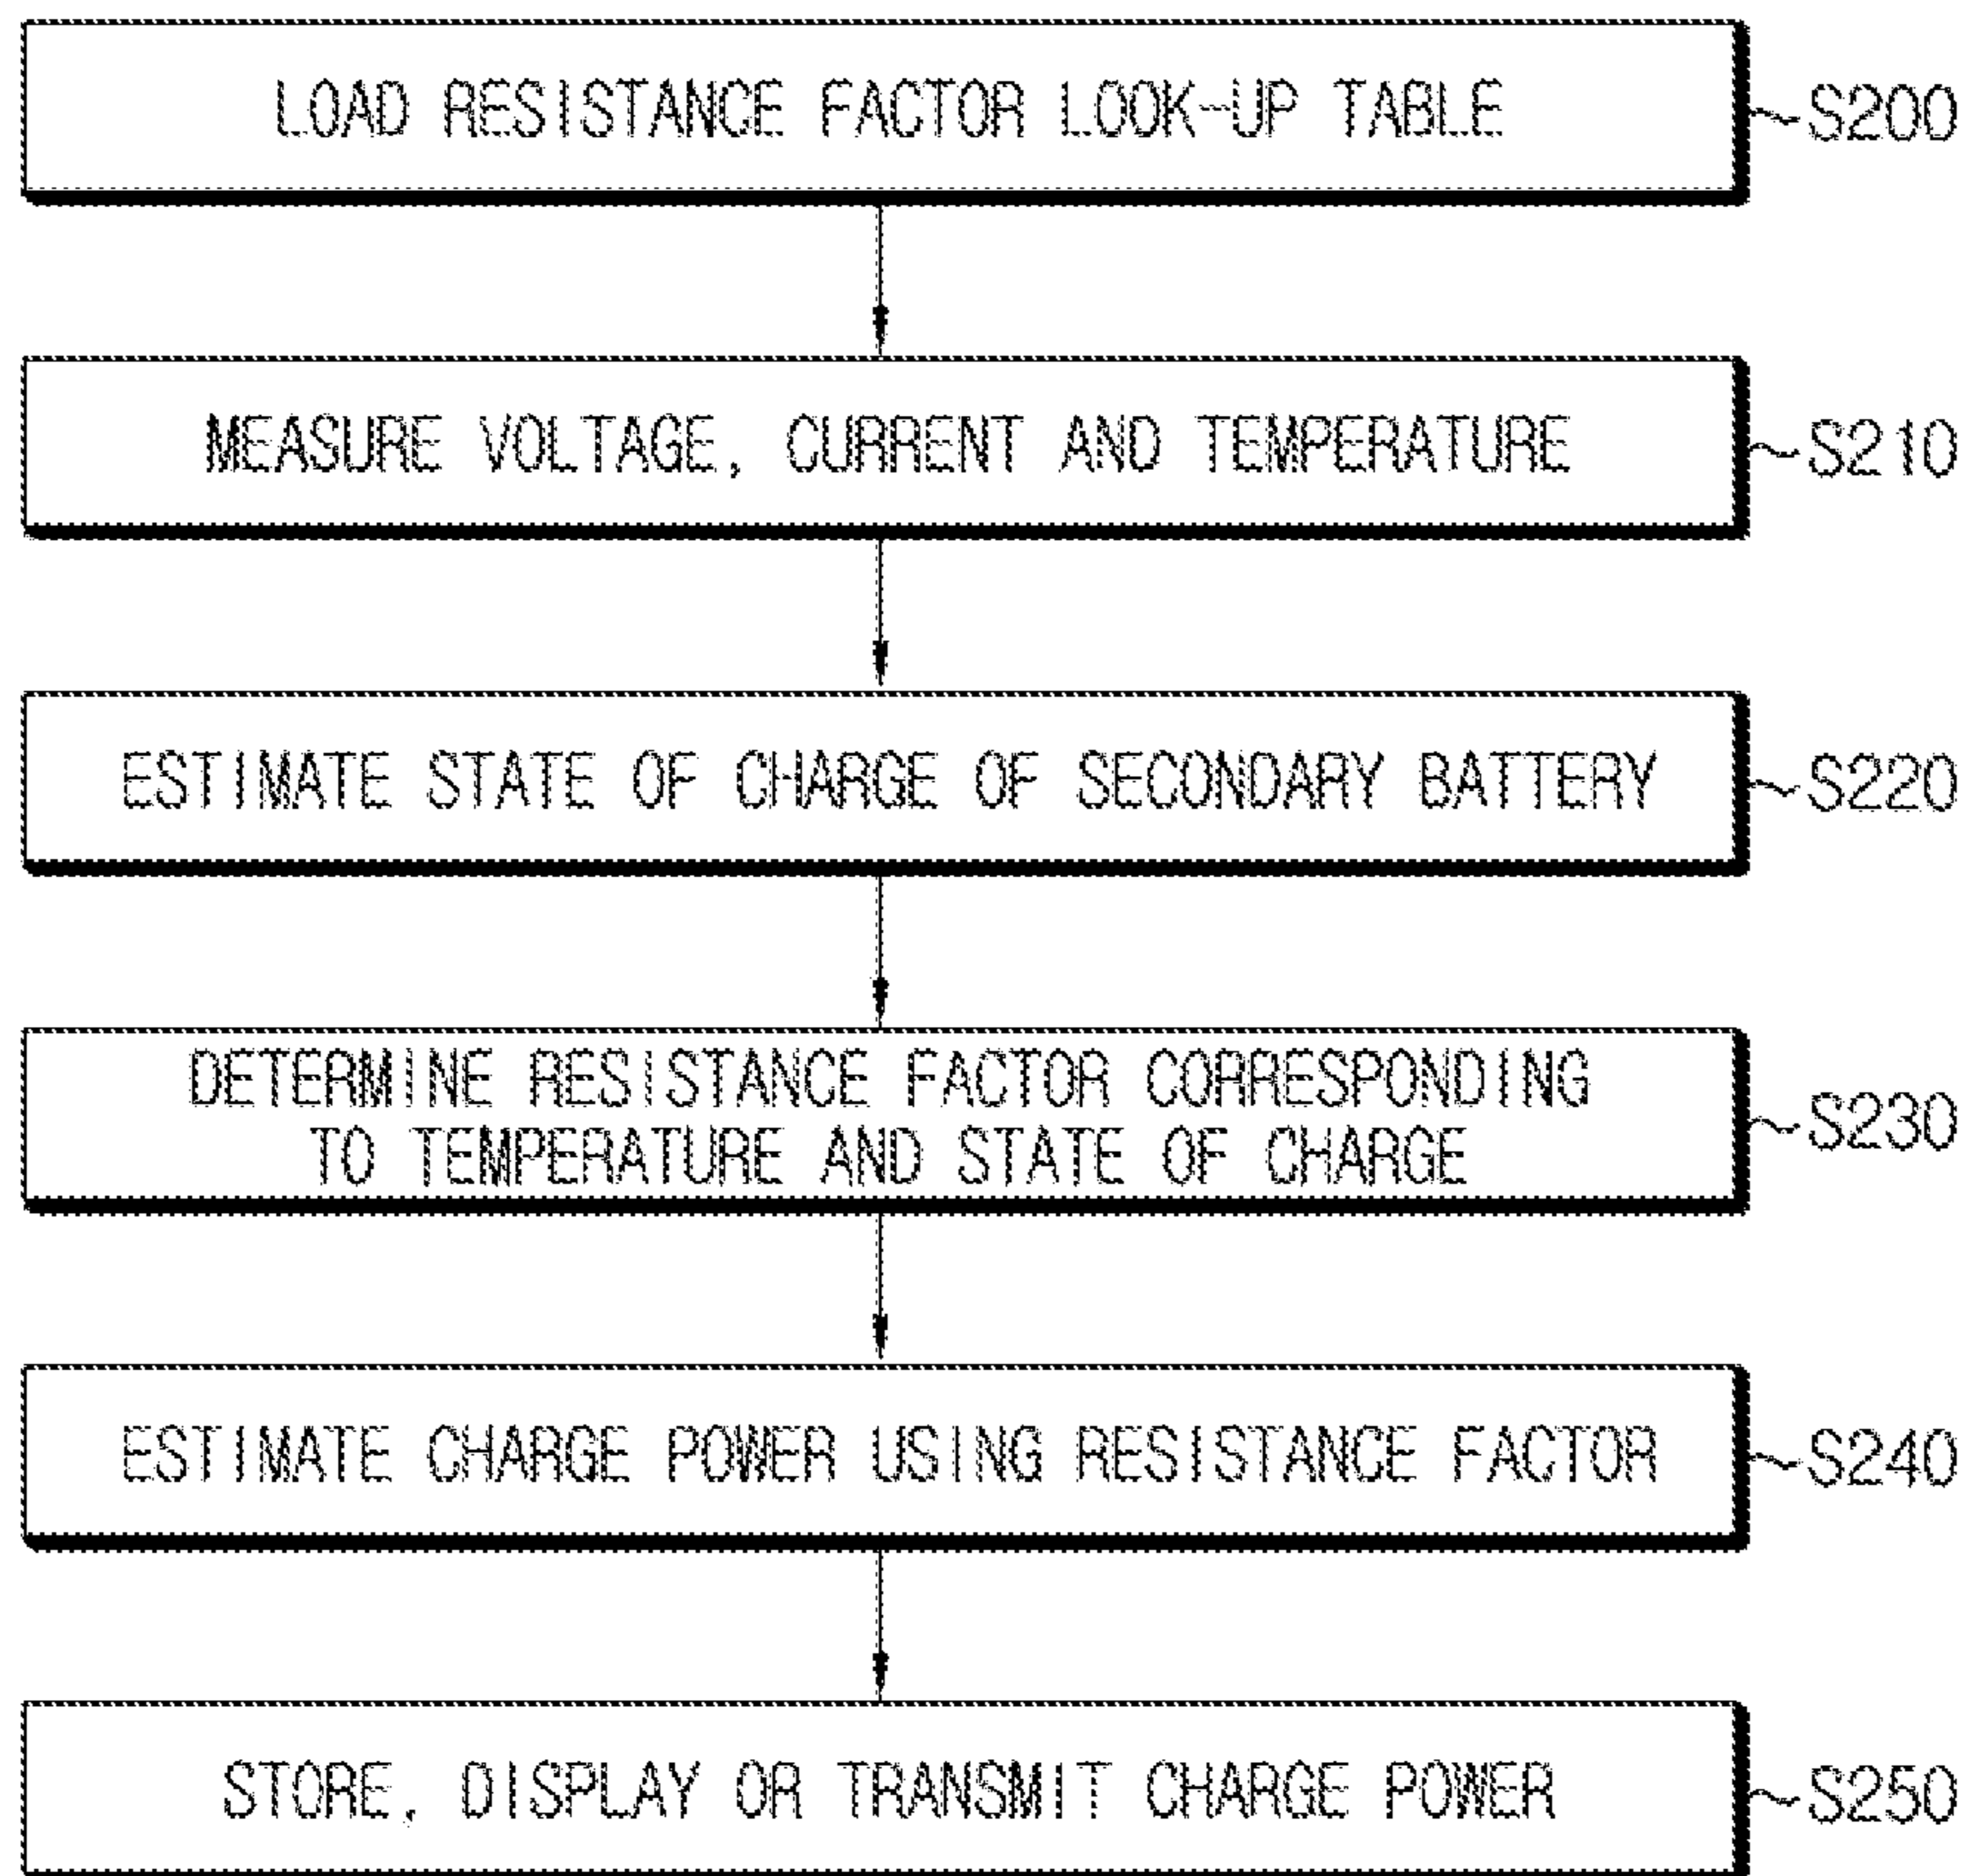 LOAD RESISTANCE FACTOR LOOK-UP TABLE
S200
MEASURE VOLTAGE, CURRENT AND TEMPERATURE
S210
ESTIMATE STATE OF CHARGE OF SECONDARY BATTERY
S220
DETERMINE RESISTANCE FACTOR CORRESPONDING
TO TEMPERATURE AND STATE OF CHARGE
S230
ESTIMATE CHARGE POWER USING RESISTANCE FACTOR
S240
STORE, DISPLAY OR TRANSMIT CHARGE POWER
S250